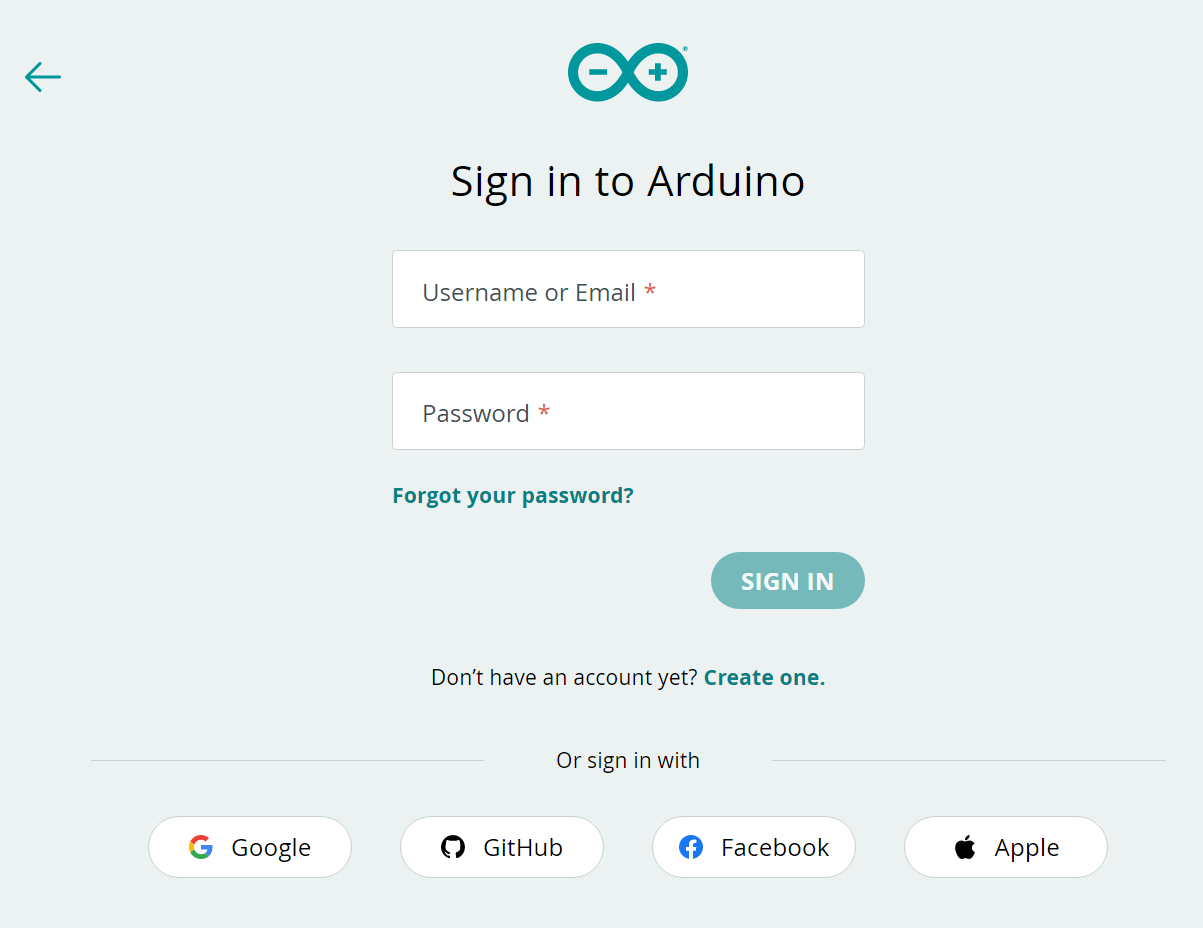 Sign in to Arduino
Username or Email *
Password *
Forgot your password?
SIGN IN
Don’t have an account yet? Create one.
Or sign in with
Google
GitHub
Facebook
Apple